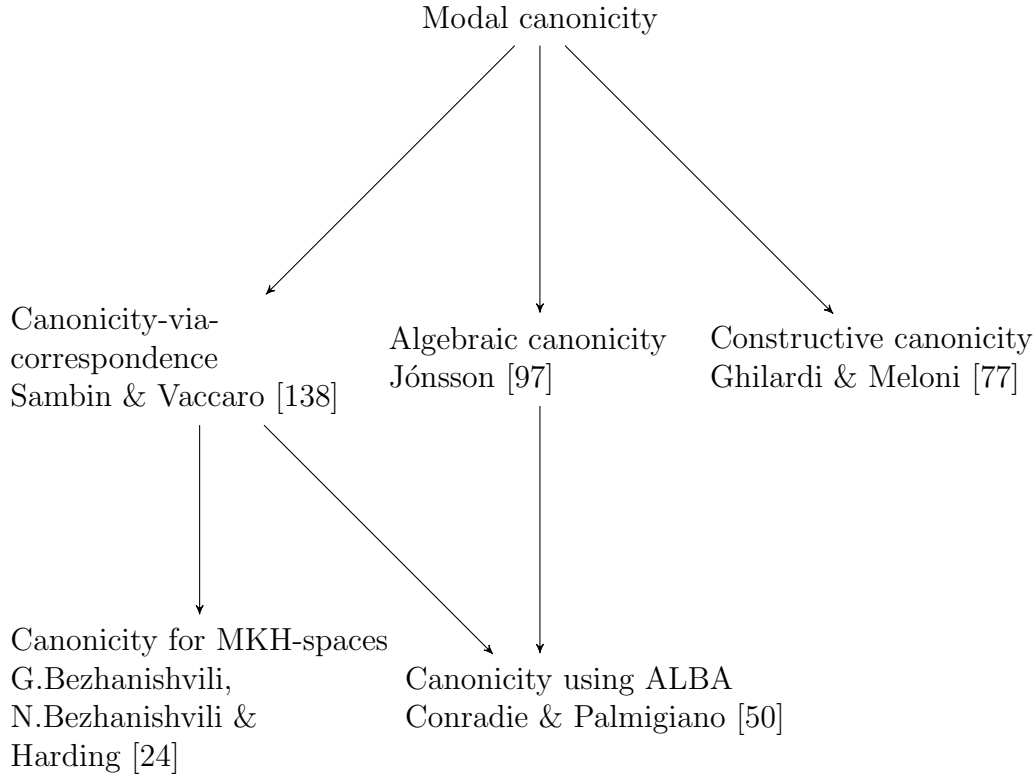 Modal canonicity
Canonicity-via-
correspondence
Sambin & Vaccaro [138]
Algebraic canonicity
Jónsson [97]
Constructive canonicity
Ghilardi & Meloni [77]
Canonicity for MKH-spaces
G.Bezhanishvili,
N.Bezhanishvili &
Harding [24]
Canonicity using ALBA
Conradie & Palmigiano [50]